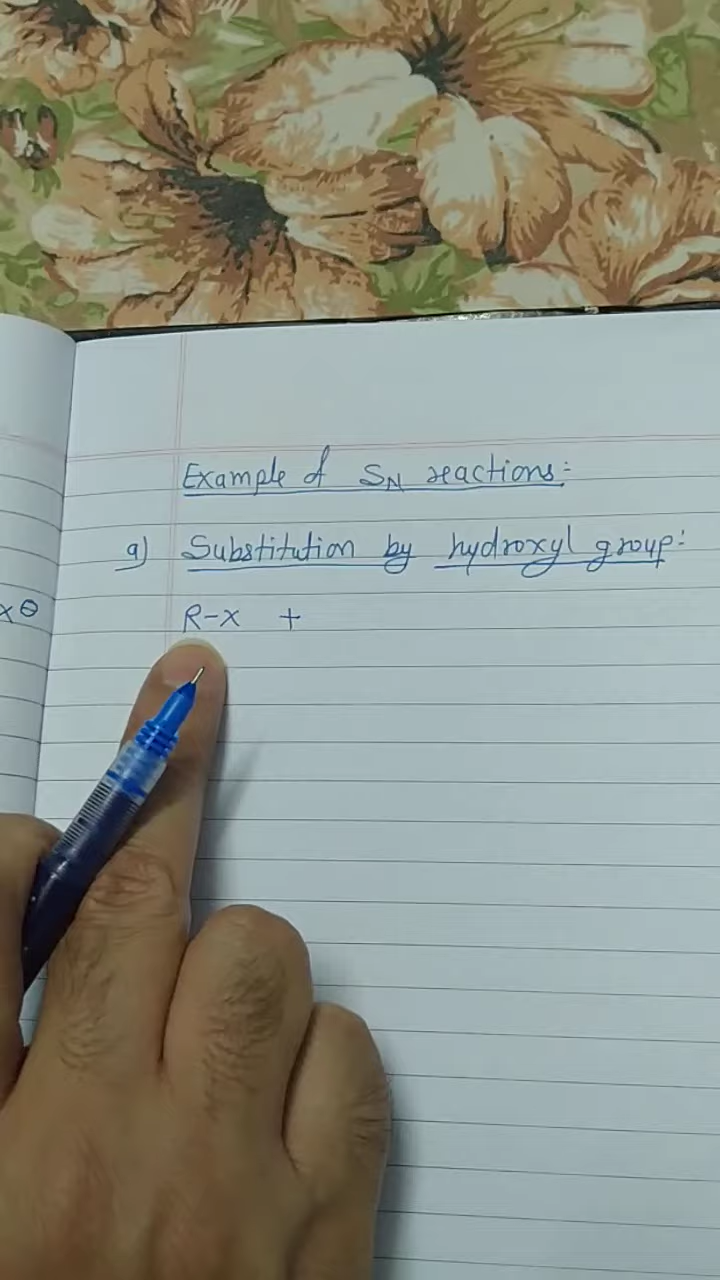 Example of SN reactions:
a) Substitution by hydroxyl group:
R-X +
x⊖